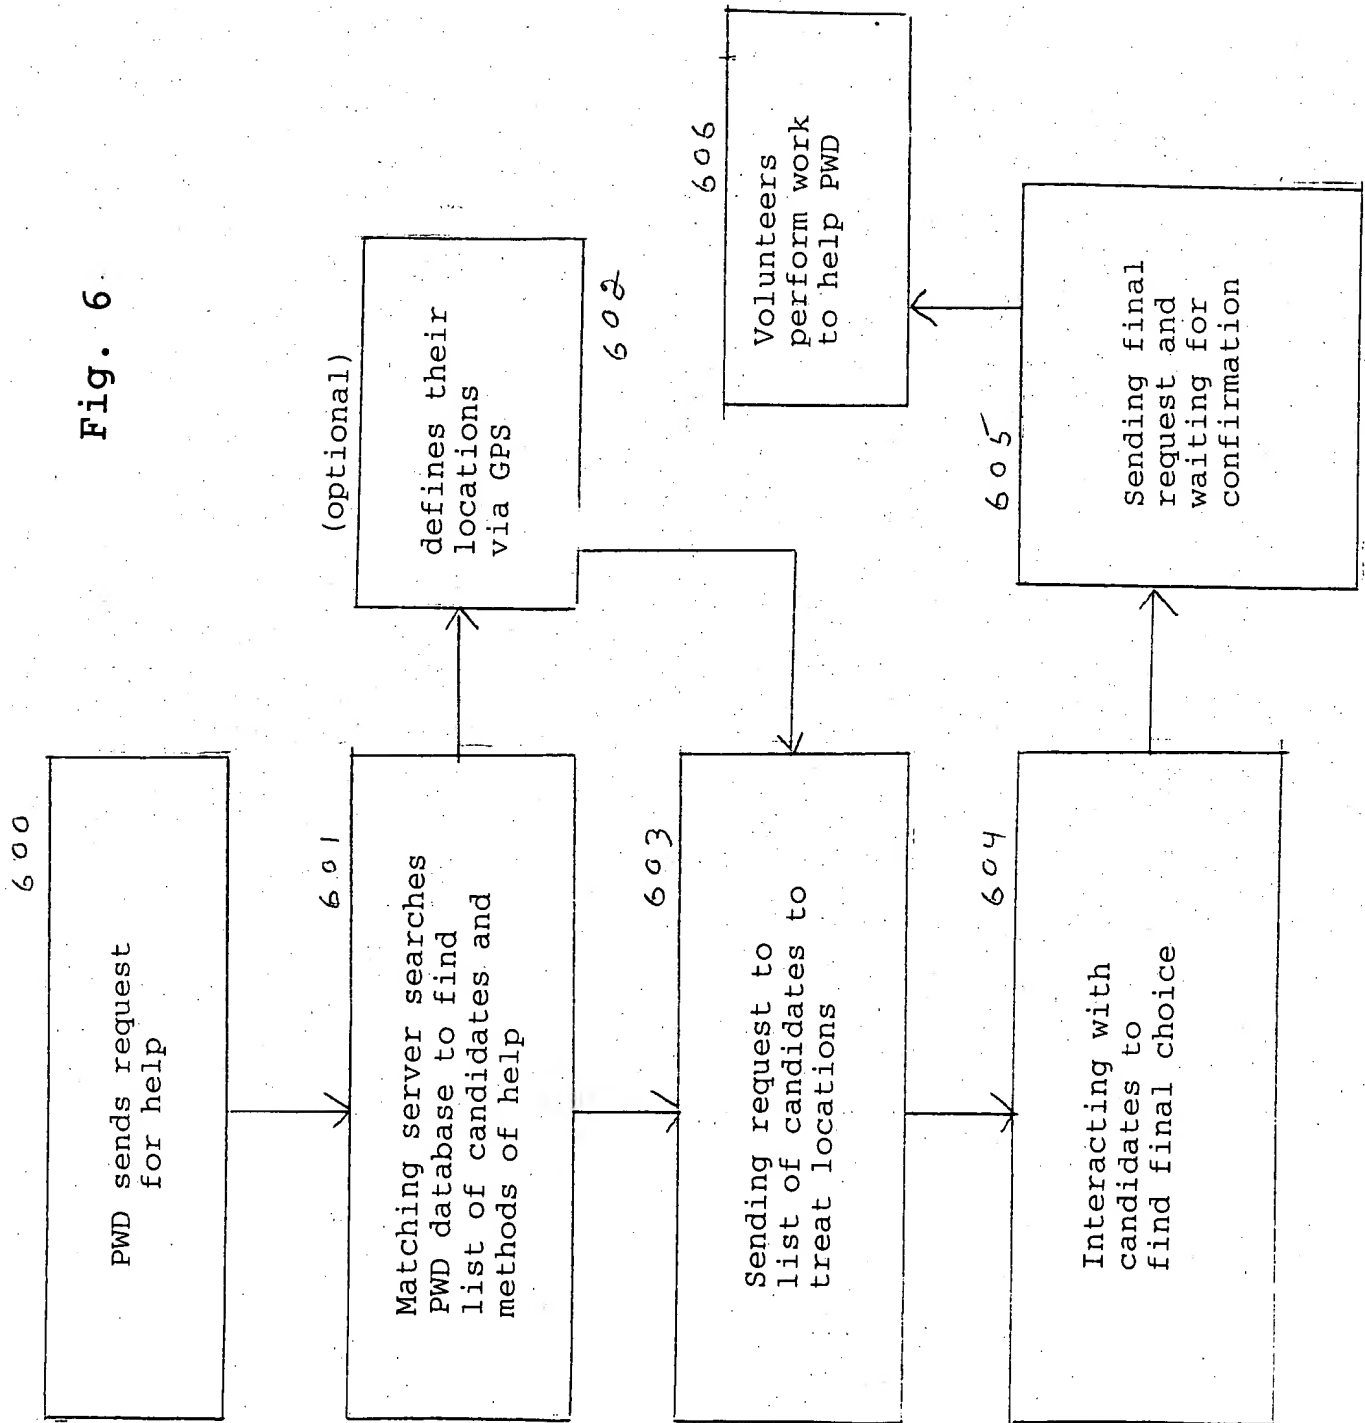 Fig. 6
600
PWD sends request
for help
601
Matching server searches
PWD database to find
list of candidates and
methods of help
(optional)
defines their
locations
via GPS
602
603
Sending request to
list of candidates to
treat locations
604
Interacting with
candidates to
find final choice
605
Sending final
request and
waiting for
confirmation
606
Volunteers
perform work
to help PWD